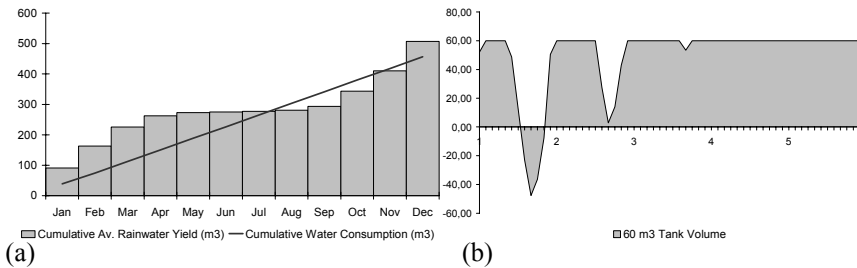 600
500
400
300
200
100
0
Jan Feb Mar Apr May Jun Jul Aug Sep Oct Nov Dec
Cumulative Av. Rainwater Yield (m3) Cumulative Water Consumption (m3)
(a)
80,00
60,00
40,00
20,00
0,00
-20,00
-40,00
-60,00
1 2 3 4 5
60 m3 Tank Volume
(b)